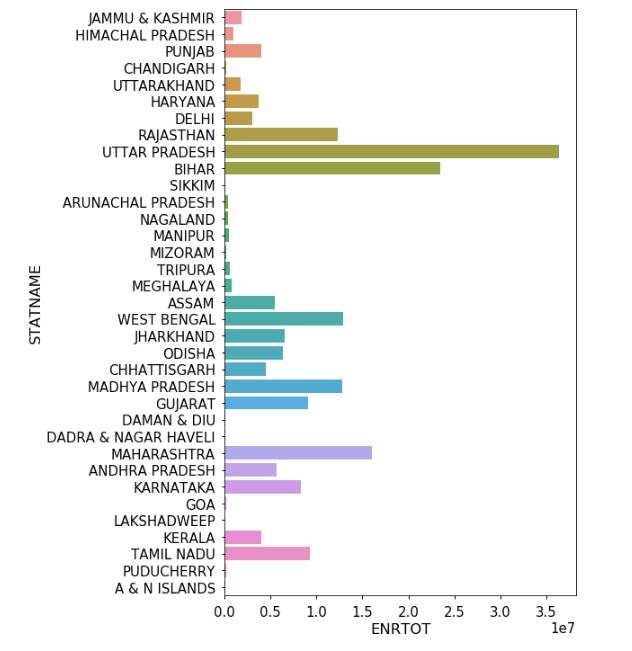 JAMMU & KASHMIR
HIMACHAL PRADESH
PUNJAB
CHANDIGARH
UTTARAKHAND
HARYANA
DELHI
RAJASTHAN
UTTAR PRADESH
BIHAR
SIKKIM
ARUNACHAL PRADESH
NAGALAND
MANIPUR
MIZORAM
TRIPURA
MEGHALAYA
ASSAM
WEST BENGAL
JHARKHAND
ODISHA
CHHATTISGARH
MADHYA PRADESH
GUJARAT
DAMAN & DIU
DADRA & NAGAR HAVELI
MAHARASHTRA
ANDHRA PRADESH
KARNATAKA
GOA
LAKSHADWEEP
KERALA
TAMIL NADU
PUDUCHERRY
A & N ISLANDS
STATNAME
0.0 0.5 1.0 1.5 2.0 2.5 3.0 3.5
ENRTOT
1e7